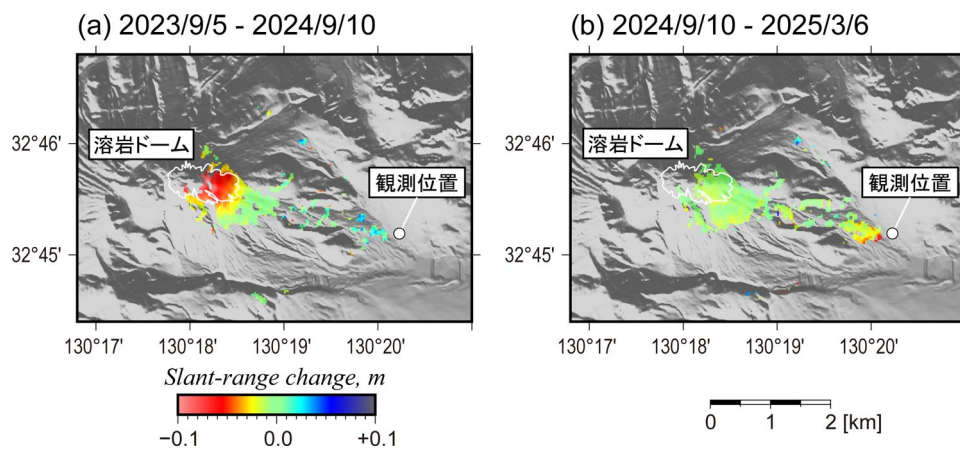 (a) 2023/9/5 - 2024/9/10
(b) 2024/9/10 - 2025/3/6
32°46'
溶岩ドーム
観測位置
32°45'
130°17'
130°18'
130°19'
130°20'
32°46'
溶岩ドーム
観測位置
32°45'
130°17'
130°18'
130°19'
130°20'
Slant-range change, m
−0.1
0.0
+0.1
0
1
2 [km]